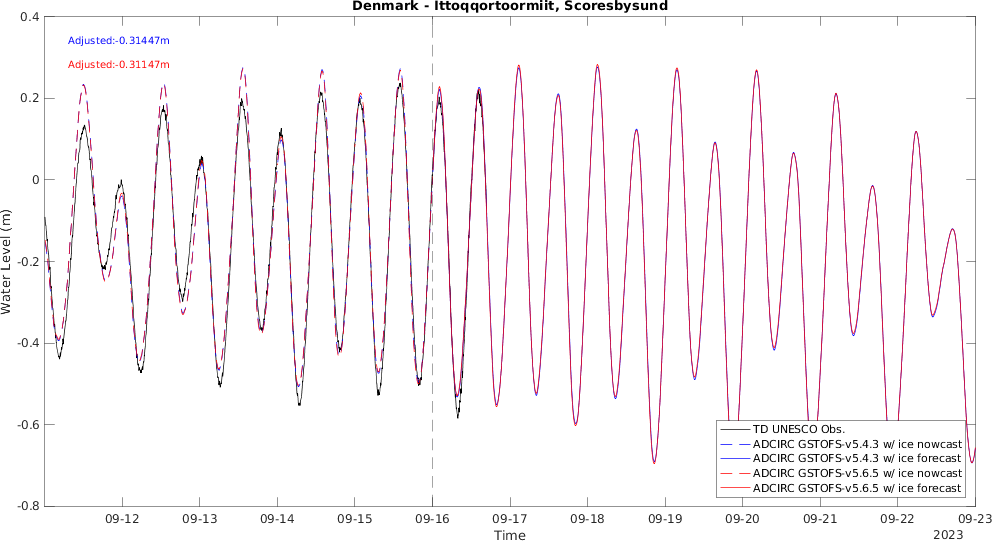 Denmark - Ittoqqortoormiit, Scoresbysund
Adjusted:-0.31447m
Adjusted:-0.31147m
0.4
0.2
0
-0.2
-0.4
-0.6
-0.8
Water Level (m)
TD UNESCO Obs.
ADCIRC GSTOFS-v5.4.3 w/ ice nowcast
ADCIRC GSTOFS-v5.4.3 w/ ice forecast
ADCIRC GSTOFS-v5.6.5 w/ ice nowcast
ADCIRC GSTOFS-v5.6.5 w/ ice forecast
09-12 09-13 09-14 09-15 09-16 09-17 09-18 09-19 09-20 09-21 09-22 09-23
Time
2023